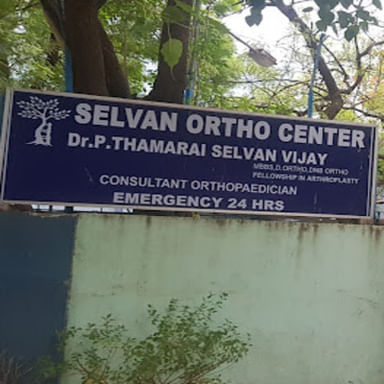 SELVAN ORTHO CENTER
Dr.P.THAMARAI SELVAN VIJAY
MBBS,D.ORTHO,DNB ORTHO
FELLOWSHIP IN ARTHROPLASTY
CONSULTANT ORTHOPAEDICIAN
EMERGENCY 24 HRS